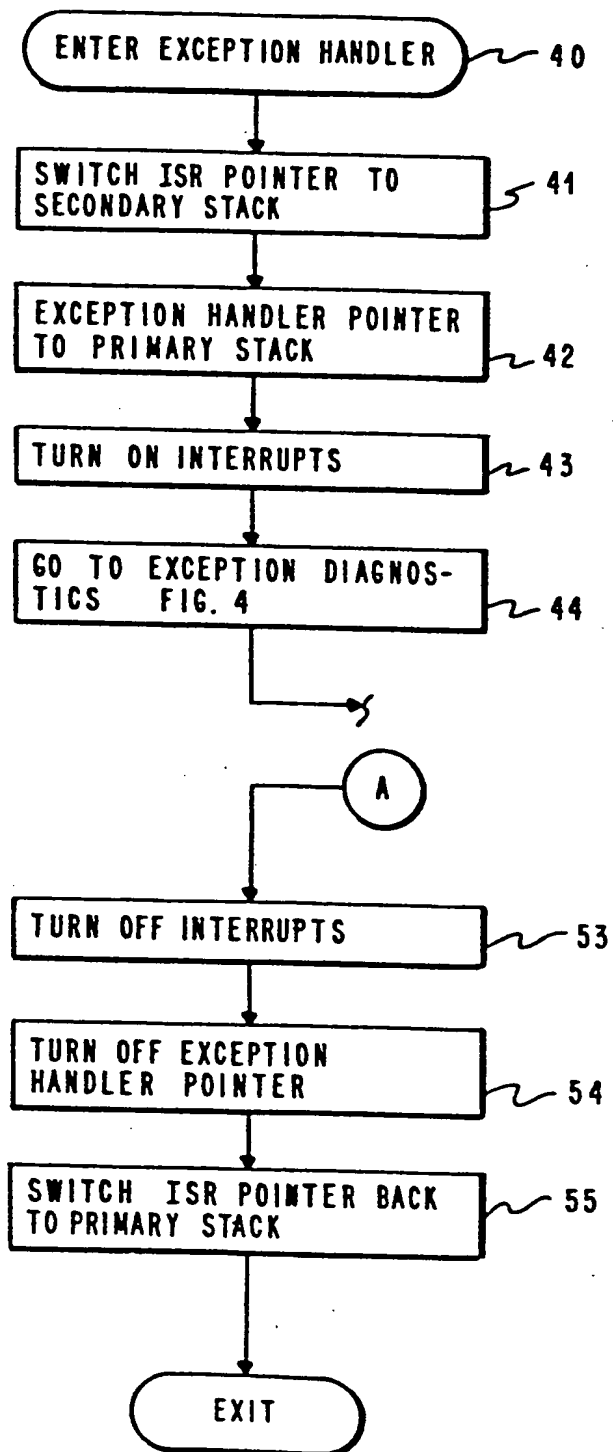 ENTER EXCEPTION HANDLER 40
SWITCH ISR POINTER TO
SECONDARY STACK 41
EXCEPTION HANDLER POINTER
TO PRIMARY STACK 42
TURN ON INTERRUPTS 43
GO TO EXCEPTION DIAGNOS-
TICS FIG. 4 44
A
TURN OFF INTERRUPTS 53
TURN OFF EXCEPTION
HANDLER POINTER 54
SWITCH ISR POINTER BACK
TO PRIMARY STACK 55
EXIT